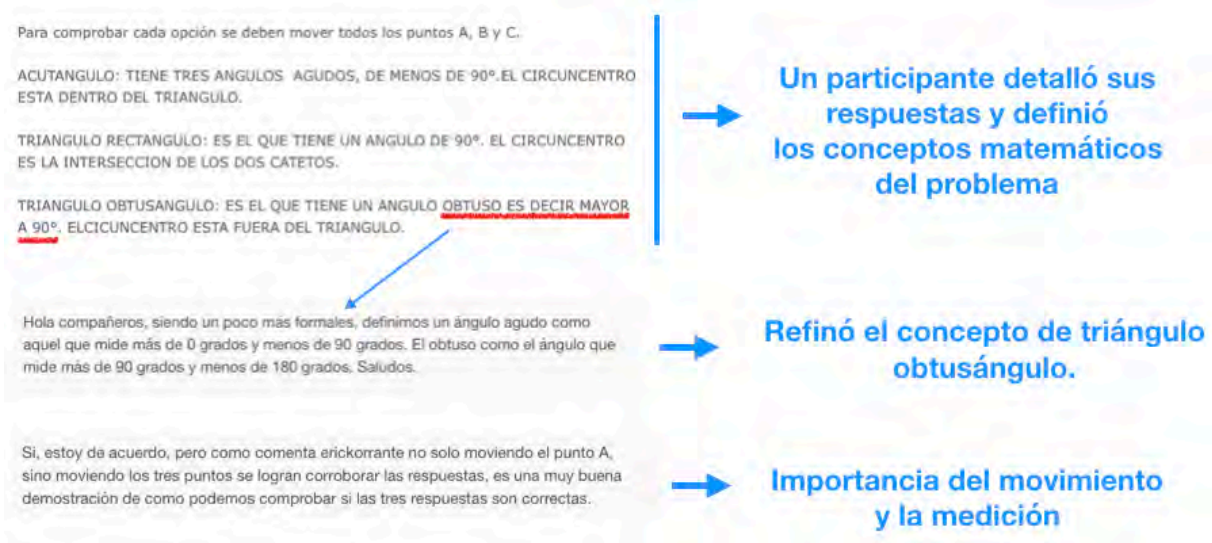 Para comprobar cada opción se deben mover todos los puntos A, B y C.
ACUTANGULO: TIENE TRES ANGULOS AGUDOS, DE MENOS DE 90º.EL CIRCUNCENTRO
ESTA DENTRO DEL TRIANGULO.
TRIANGULO RECTANGULO: ES EL QUE TIENE UN ANGULO DE 90º. EL CIRCUNCENTRO
ES LA INTERSECCION DE LOS DOS CATETOS.
TRIANGULO OBTUSANGULO: ES EL QUE TIENE UN ANGULO OBTUSO ES DECIR MAYOR
A 90º. ELCICUNCENTRO ESTA FUERA DEL TRIANGULO.
Un participante detalló sus
respuestas y definió
los conceptos matemáticos
del problema
Hola compañeros, siendo un poco mas formales, definimos un ángulo agudo como
aquel que mide más de 0 grados y menos de 90 grados. El obtuso como el ángulo que
mide más de 90 grados y menos de 180 grados. Saludos.
Refinó el concepto de triángulo
obtusángulo.
Si, estoy de acuerdo, pero como comenta erickorrante no solo moviendo el punto A,
sino moviendo los tres puntos se logran corroborar las respuestas, es una muy buena
demostración de como podemos comprobar si las tres respuestas son correctas.
Importancia del movimiento
y la medición